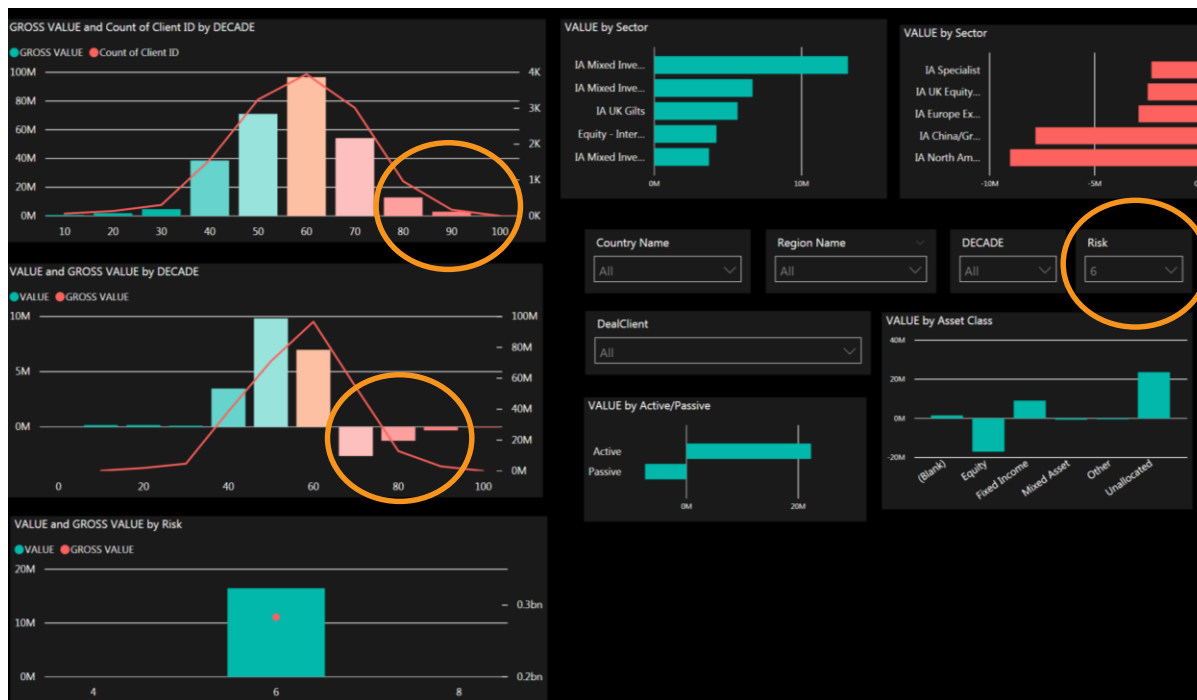 GROSS VALUE and Count of Client ID by DECADE
GROSS VALUE Count of Client ID
100M
80M
60M
40M
20M
0M
4K
3K
2K
1K
0K
10 20 30 40 50 60 70 80 90 100
VALUE and GROSS VALUE by DECADE
VALUE GROSS VALUE
10M
5M
0M
100M
80M
60M
40M
20M
0M
0 20 40 60 80 100
VALUE and GROSS VALUE by Risk
VALUE GROSS VALUE
20M
10M
0M
0.3bn
0.2bn
4 6 8
VALUE by Sector
IA Mixed Inve...
IA Mixed Inve...
IA UK Gilts
Equity - Inter...
IA Mixed Inve...
0M 10M
VALUE by Sector
IA Specialist
IA UK Equity...
IA Europe Ex...
IA China/Gr...
IA North Am...
-10M -5M 0
Country Name
All
Region Name
All
DECADE
All
Risk
6
DealClient
All
VALUE by Active/Passive
Active
Passive
0M 20M
VALUE by Asset Class
40M
20M
0M
-20M
(Blank) Equity Fixed Income Mixed Asset Other Unallocated